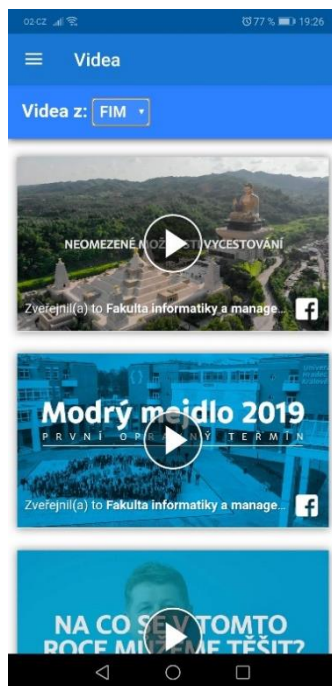 02-CZ 77 % 19:26
Videa
Videa z: FIM
NEOMEZENÉ MOŽNOSTI VYCESTOVÁNÍ
Zveřejnil(a) to Fakulta informatiky a manage...
Modrý mejdlo 2019
PRVNÍ OPRAVNÝ TERMÍN
Zveřejnil(a) to Fakulta informatiky a manage...
NA CO SE V TOMTO
ROCE MŮŽEME TĚŠIT?